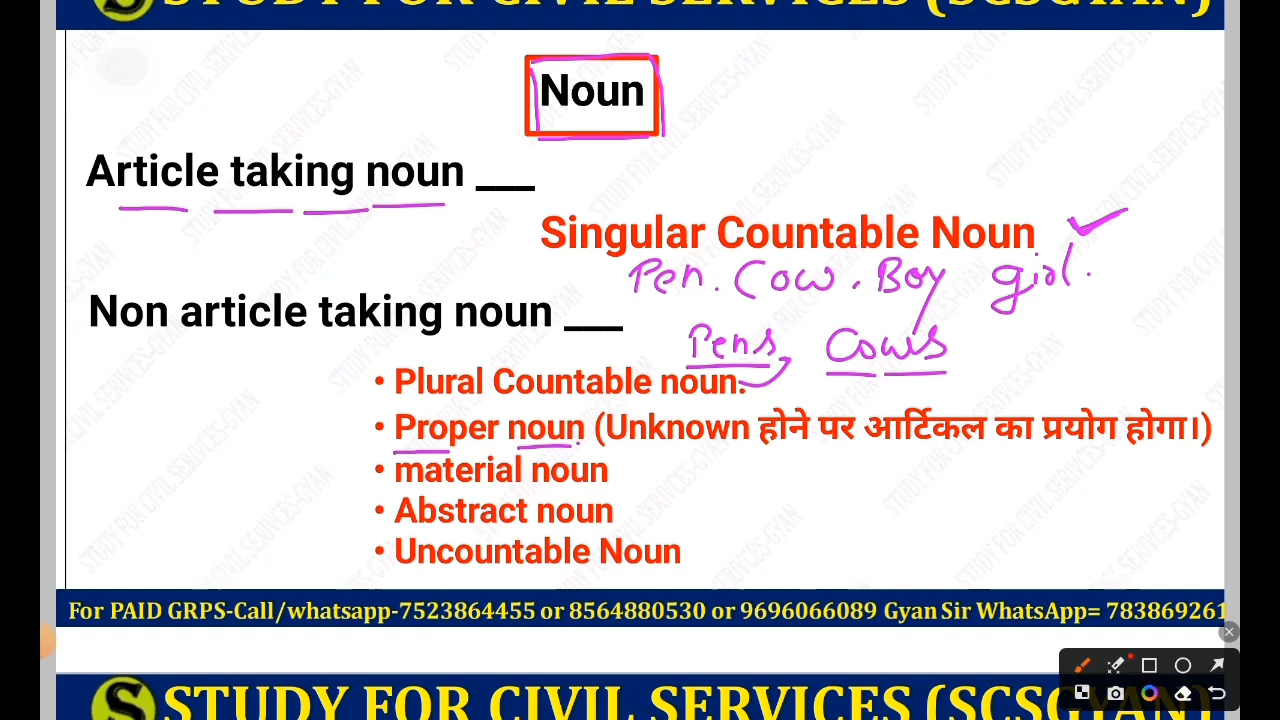 STUDY FOR CIVIL SERVICES (SCSGYAN)
Noun
Article taking noun ___
Singular Countable Noun
Pen. Cow. Boy girl.
Non article taking noun ___
Pens, Cows
• Plural Countable noun.
• Proper noun (Unknown होने पर आर्टिकल का प्रयोग होगा।)
• material noun
• Abstract noun
• Uncountable Noun
For PAID GRPS-Call/whatsapp-7523864455 or 8564880530 or 9696066089 Gyan Sir WhatsApp= 783869261
S STUDY FOR CIVIL SERVICES (SCSGYAN)